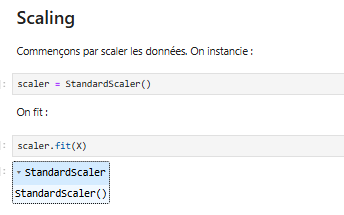 Scaling
Commençons par scaler les données. On instancie :
]: scaler = StandardScaler()
On fit :
]: scaler.fit(X)
]: ▾ StandardScaler
StandardScaler()